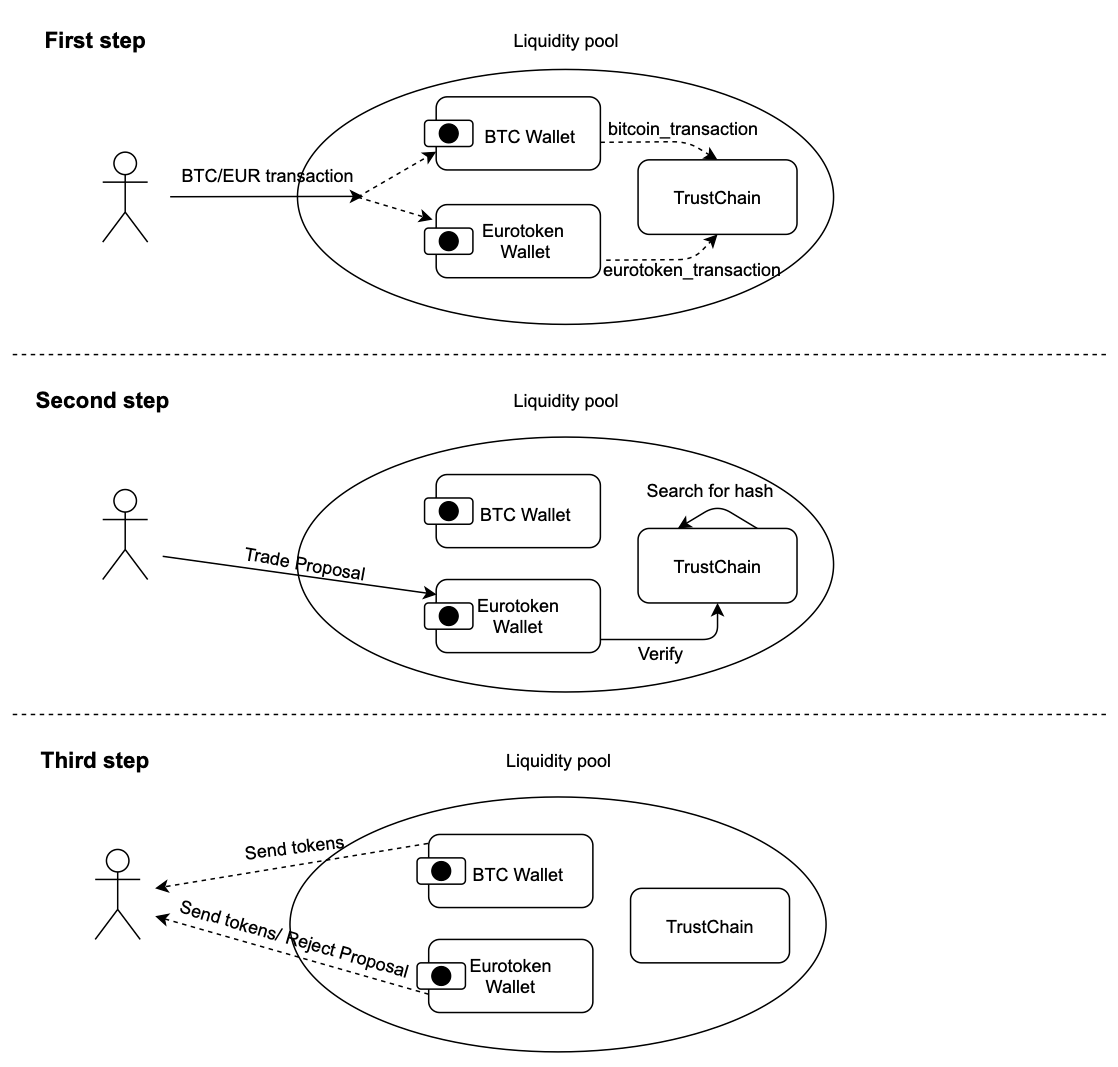 First step
Liquidity pool
BTC Wallet
bitcoin_transaction
BTC/EUR transaction
TrustChain
Eurotoken
Wallet
eurotoken_transaction
Second step
Liquidity pool
Search for hash
BTC Wallet
Trade Proposal
TrustChain
Eurotoken
Wallet
Verify
Third step
Liquidity pool
Send tokens
BTC Wallet
Send tokens/ Reject Proposal
TrustChain
Eurotoken
Wallet